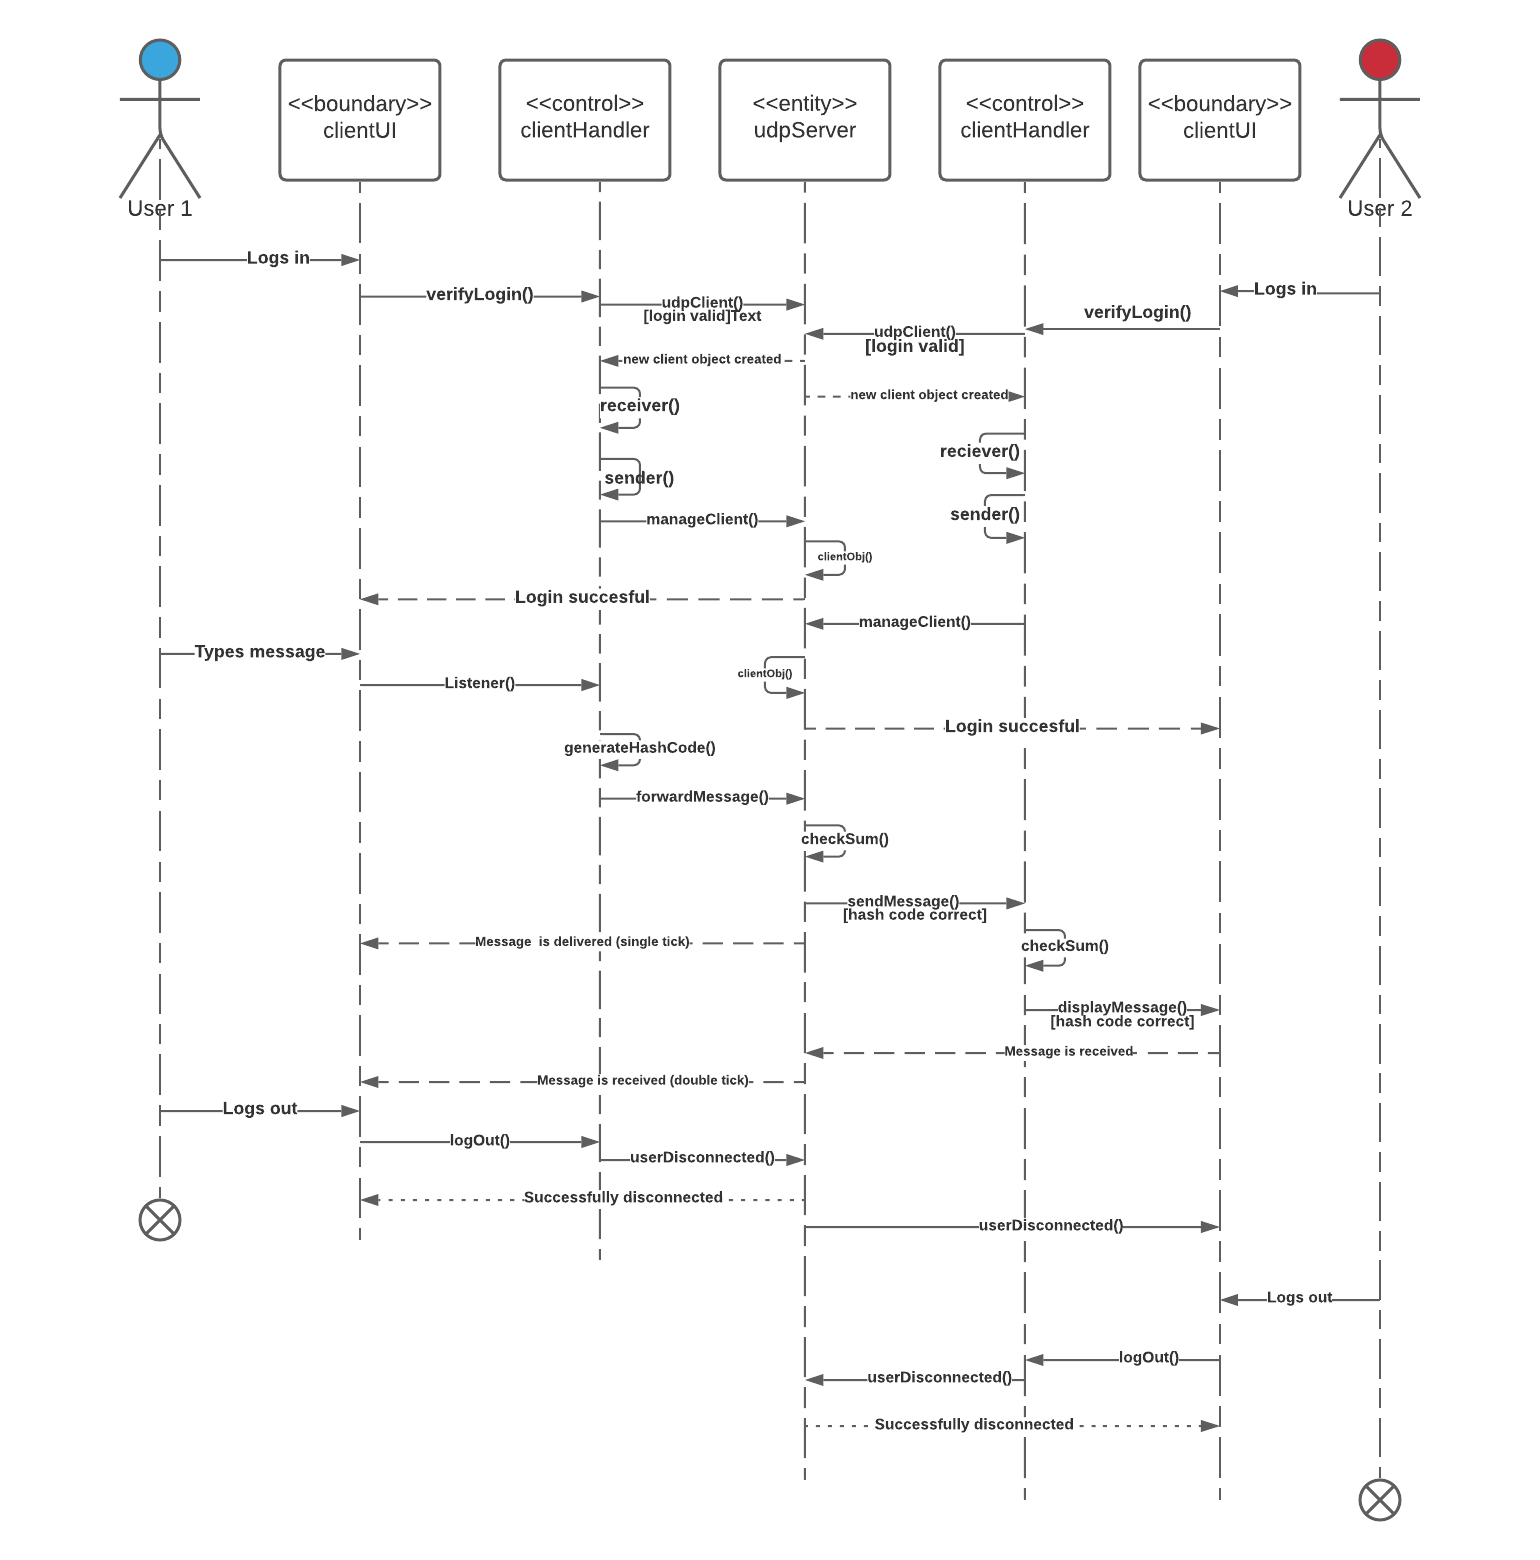 <<boundary>>
clientUI
<<control>>
clientHandler
<<entity>>
udpServer
<<control>>
clientHandler
<<boundary>>
clientUI
User 1
User 2
Logs in
verifyLogin()
udpClient()
[login valid]Text
Logs in
verifyLogin()
udpClient()
[login valid]
new client object created
new client object created
receiver()
reciever()
sender()
sender()
manageClient()
clientObj()
Login succesful
manageClient()
Types message
clientObj()
Listener()
Login succesful
generateHashCode()
forwardMessage()
checkSum()
sendMessage()
[hash code correct]
Message is delivered (single tick)
checkSum()
displayMessage()
[hash code correct]
Message is received
Message is received (double tick)
Logs out
logOut()
userDisconnected()
Successfully disconnected
userDisconnected()
Logs out
logOut()
userDisconnected()
Successfully disconnected